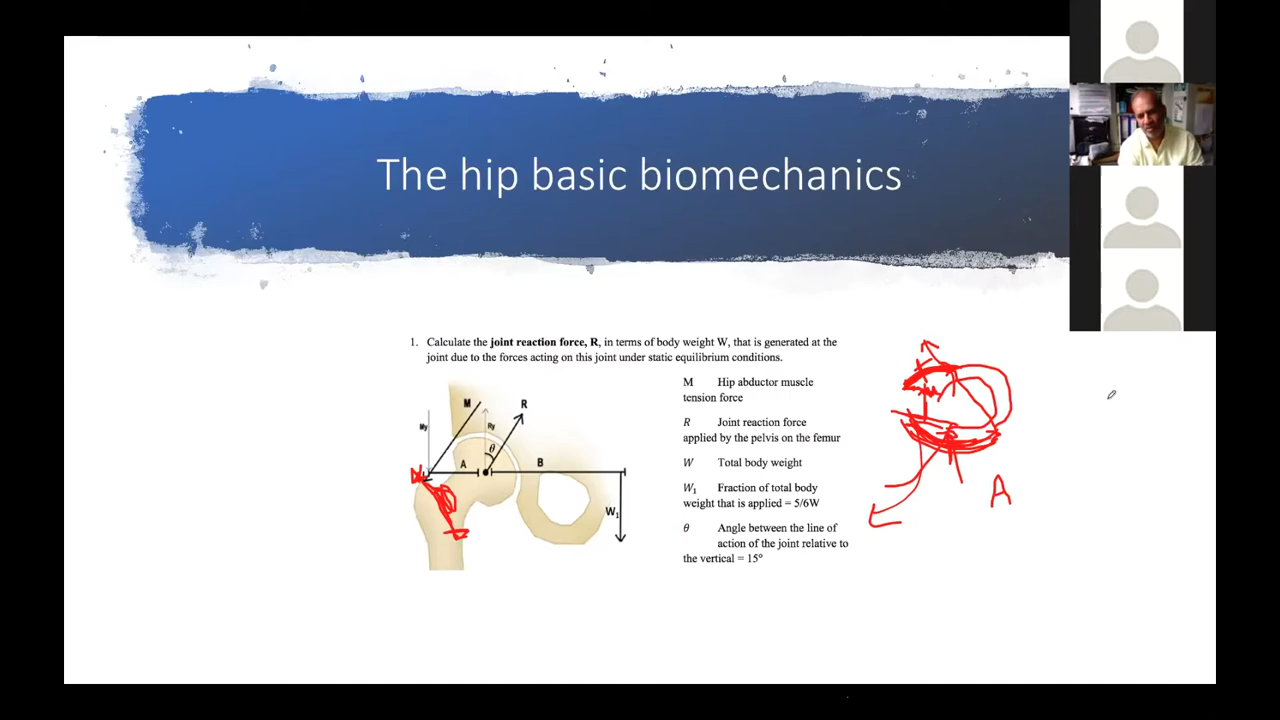 The hip basic biomechanics
1. Calculate the joint reaction force, R, in terms of body weight W, that is generated at the
joint due to the forces acting on this joint under static equilibrium conditions.
M Hip abductor muscle
tension force
R Joint reaction force
applied by the pelvis on the femur
W Total body weight
W₁ Fraction of total body
weight that is applied = 5/6W
θ Angle between the line of
action of the joint relative to
the vertical = 15°
M
R
My
Ry
θ
A
B
W₁
A